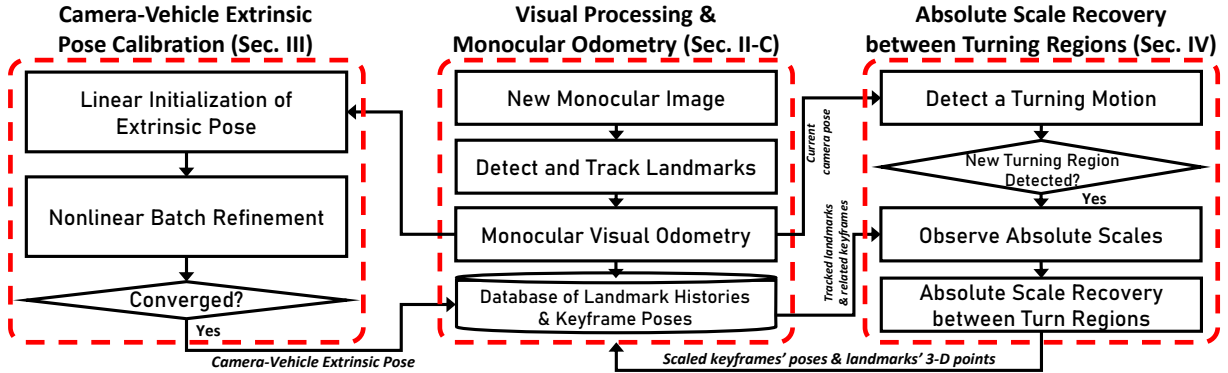 Camera-Vehicle Extrinsic
Pose Calibration (Sec. III)
Linear Initialization of
Extrinsic Pose
Nonlinear Batch Refinement
Converged?
Yes
Camera-Vehicle Extrinsic Pose
Visual Processing &
Monocular Odometry (Sec. II-C)
New Monocular Image
Detect and Track Landmarks
Monocular Visual Odometry
Database of Landmark Histories
& Keyframe Poses
Current
camera pose
Tracked landmarks
& related keyframes
Absolute Scale Recovery
between Turning Regions (Sec. IV)
Detect a Turning Motion
New Turning Region
Detected?
Yes
Observe Absolute Scales
Absolute Scale Recovery
between Turn Regions
Scaled keyframes' poses & landmarks' 3-D points